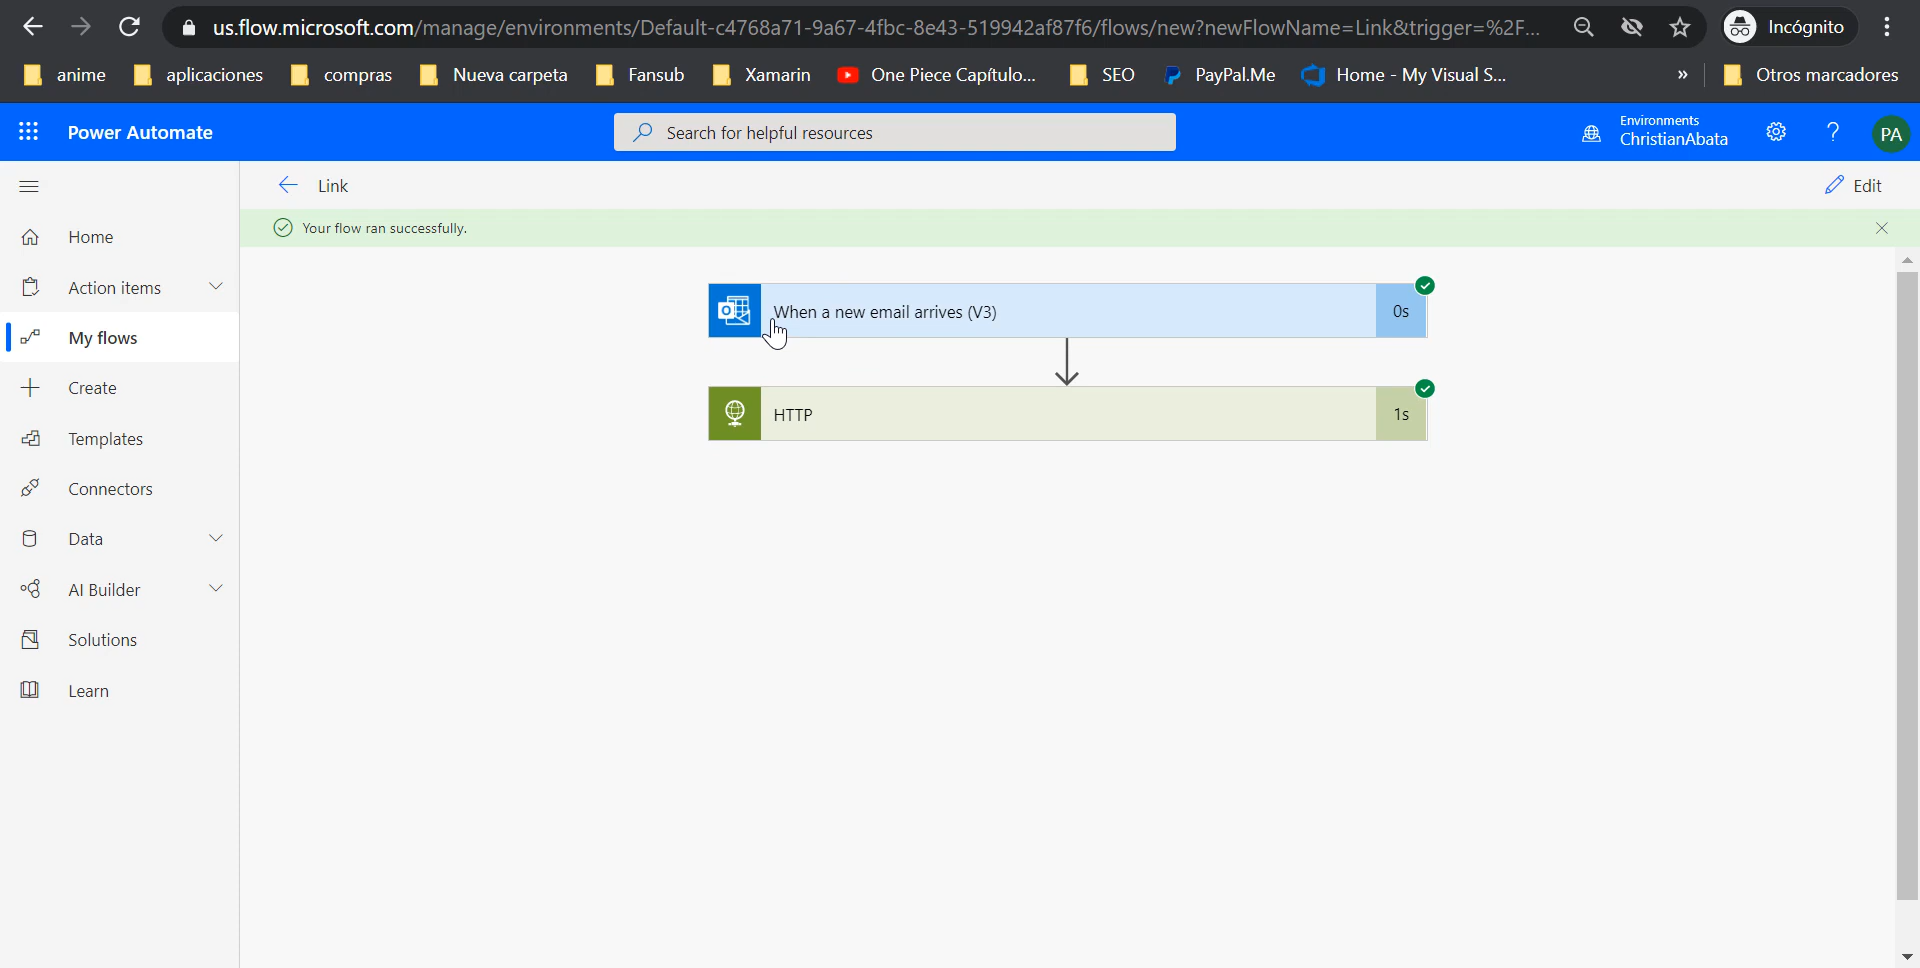 us.flow.microsoft.com/manage/environments/Default-c4768a71-9a67-4fbc-8e43-519942af87f6/flows/new?newFlowName=Link&trigger=%2F...
Incógnito
anime
aplicaciones
compras
Nueva carpeta
Fansub
Xamarin
One Piece Capítulo...
SEO
PayPal.Me
Home - My Visual S...
»
Otros marcadores
Power Automate
Search for helpful resources
Environments
ChristianAbata
?
PA
Link
Edit
Your flow ran successfully.
Home
Action items
My flows
Create
Templates
Connectors
Data
AI Builder
Solutions
Learn
When a new email arrives (V3)
0s
HTTP
1s